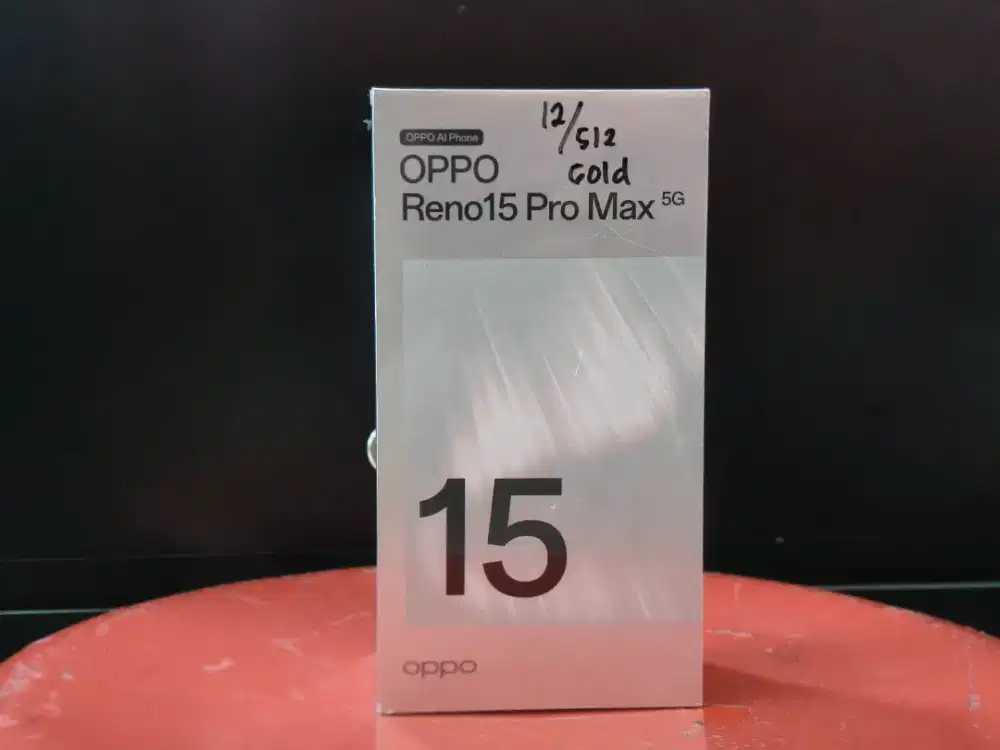 12/512
Gold
OPPO AI Phone
OPPO
Reno15 Pro Max 5G
15
oppo